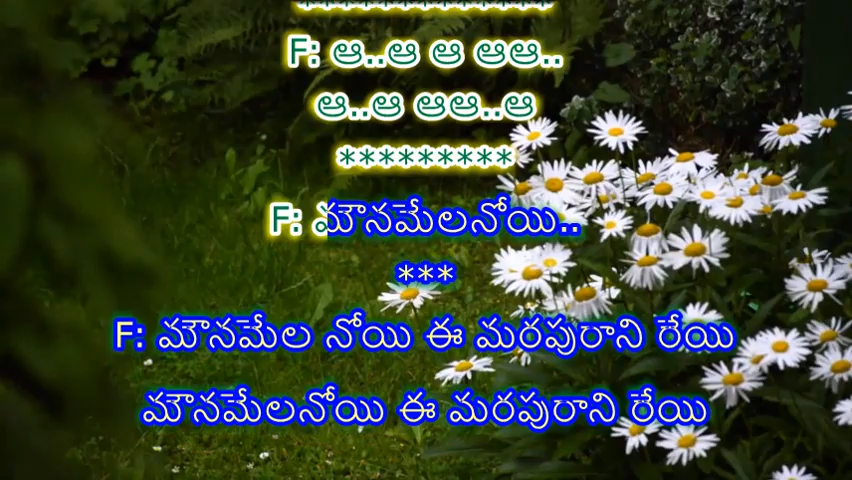 **************
F: ఆ..ఆ ఆ ఆఆ..
ఆ..ఆ ఆఆ..ఆ
*********
F: మౌనమేలనోయి..
***
F: మౌనమేల నోయి ఈ మరపురాని రేయి
మౌనమేలనోయి ఈ మరపురాని రేయి